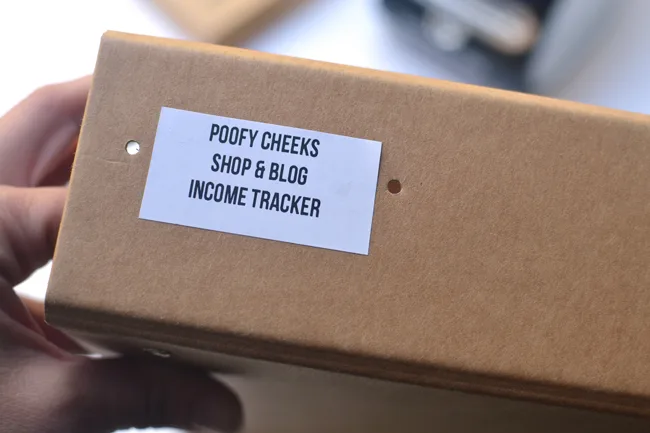 POOFY CHEEKS
SHOP & BLOG
INCOME TRACKER